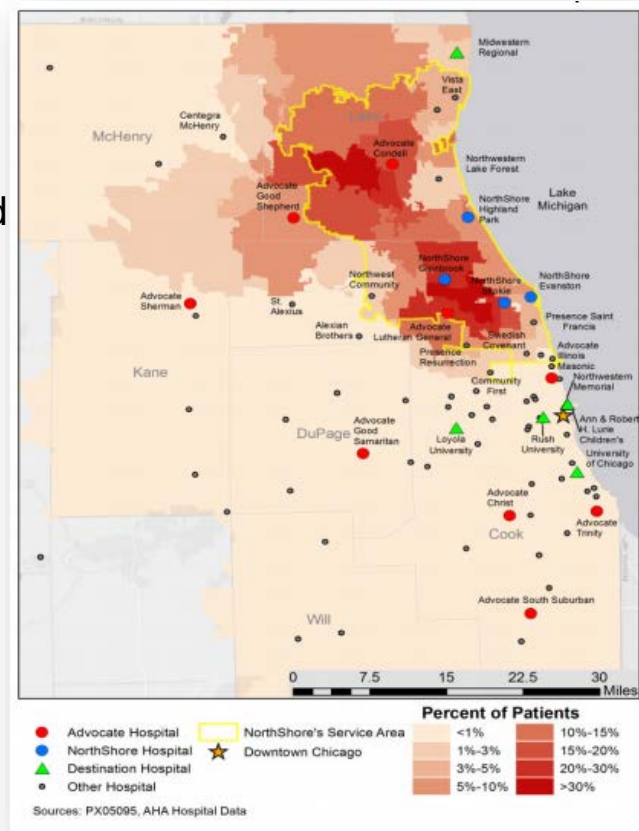 Midwestern
Regional
Vista
East
Centegra
McHenry
McHenry
Lake
Advocate
Condell
Northwestern
Lake Forest
Advocate
Good
Shepherd
Lake
Michigan
NorthShore
Highland
Park
NorthShore
Glenbrook
NorthShore
Skokie
NorthShore
Evanston
Northwest
Community
Advocate
Sherman
St.
Alexius
Presence Saint
Francis
Alexian
Brothers
Advocate
Lutheran General
Swedish
Covenant
Presence
Resurrection
Advocate
Illinois
Masonic
Kane
Community
First
Northwestern
Memorial
DuPage
Advocate
Good
Samaritan
Loyola
University
Rush
University
Ann & Robert
H. Lurie
Children's
University
of Chicago
Advocate
Christ
Cook
Advocate
Trinity
Advocate South Suburban
Will
0 7.5 15 22.5 30
Miles
Advocate Hospital
NorthShore Hospital
Destination Hospital
Other Hospital
NorthShore's Service Area
Downtown Chicago
Percent of Patients
<1%
1%-3%
3%-5%
5%-10%
10%-15%
15%-20%
20%-30%
>30%
Sources: PX05095, AHA Hospital Data